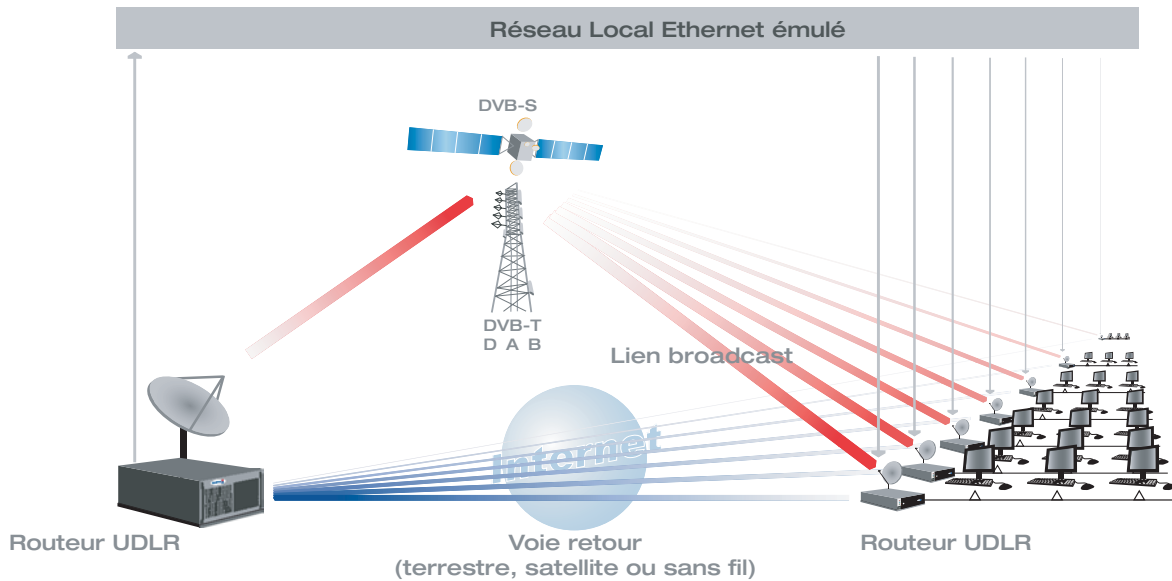 Réseau Local Ethernet émulé
DVB-S
DVB-T
D A B
Lien broadcast
Internet
Routeur UDLR
Voie retour
(terrestre, satellite ou sans fil)
Routeur UDLR